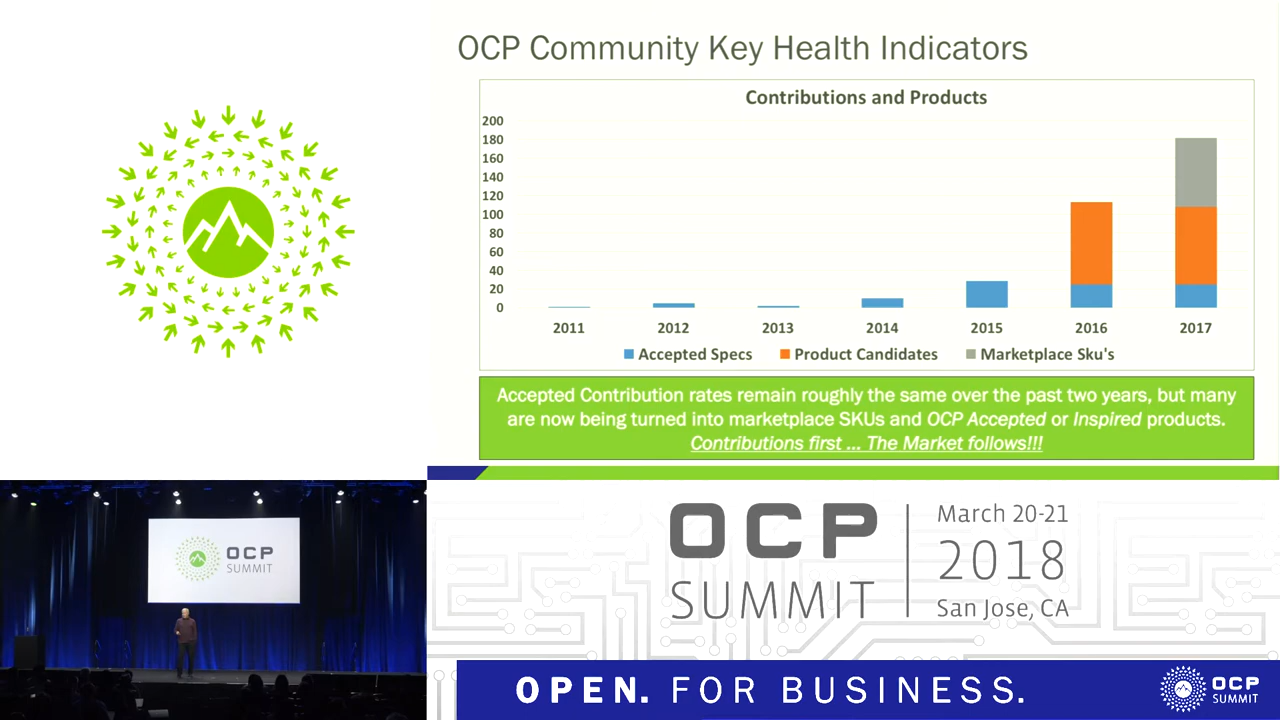 OCP Community Key Health Indicators
Contributions and Products
200
180
160
140
120
100
80
60
40
20
0
2011 2012 2013 2014 2015 2016 2017
Accepted Specs Product Candidates Marketplace Sku's
Accepted Contribution rates remain roughly the same over the past two years, but many
are now being turned into marketplace SKUs and OCP Accepted or Inspired products.
Contributions first ... The Market follows!!!
OCP
SUMMIT
OCP
SUMMIT
March 20-21
2018
San Jose, CA
OPEN. FOR BUSINESS.
OCP
SUMMIT